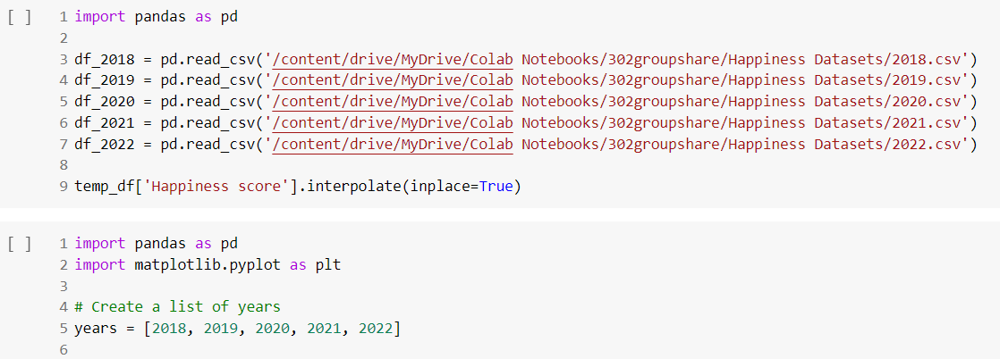 [ ] 1 import pandas as pd
2
3 df_2018 = pd.read_csv('/content/drive/MyDrive/Colab Notebooks/302groupshare/Happiness Datasets/2018.csv')
4 df_2019 = pd.read_csv('/content/drive/MyDrive/Colab Notebooks/302groupshare/Happiness Datasets/2019.csv')
5 df_2020 = pd.read_csv('/content/drive/MyDrive/Colab Notebooks/302groupshare/Happiness Datasets/2020.csv')
6 df_2021 = pd.read_csv('/content/drive/MyDrive/Colab Notebooks/302groupshare/Happiness Datasets/2021.csv')
7 df_2022 = pd.read_csv('/content/drive/MyDrive/Colab Notebooks/302groupshare/Happiness Datasets/2022.csv')
8
9 temp_df['Happiness score'].interpolate(inplace=True)
[ ] 1 import pandas as pd
2 import matplotlib.pyplot as plt
3
4 # Create a list of years
5 years = [2018, 2019, 2020, 2021, 2022]
6